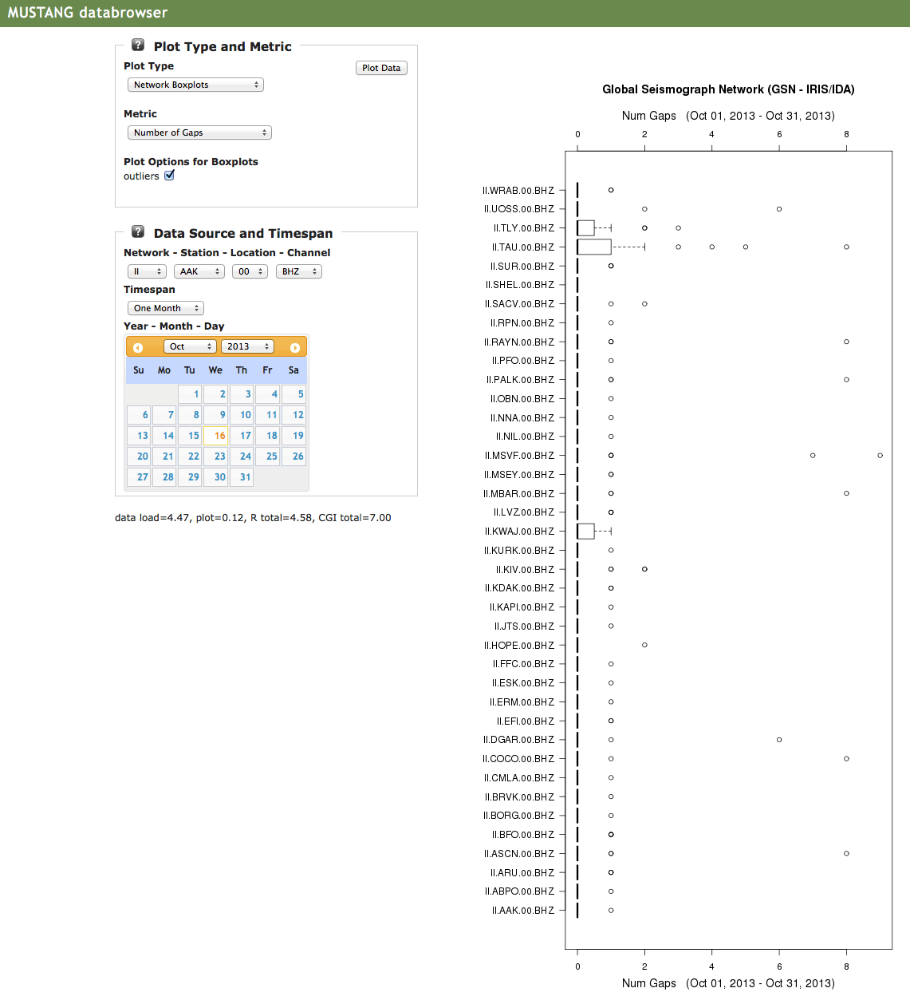 MUSTANG databrowser
? Plot Type and Metric
Plot Type
Plot Data
Network Boxplots
Metric
Number of Gaps
Plot Options for Boxplots
outliers
? Data Source and Timespan
Network - Station - Location - Channel
II AAK 00 BHZ
Timespan
One Month
Year - Month - Day
Oct 2013
Su Mo Tu We Th Fr Sa
1 2 3 4 5
6 7 8 9 10 11 12
13 14 15 16 17 18 19
20 21 22 23 24 25 26
27 28 29 30 31
data load=4.47, plot=0.12, R total=4.58, CGI total=7.00
Global Seismograph Network (GSN - IRIS/IDA)
Num Gaps (Oct 01, 2013 - Oct 31, 2013)
0 2 4 6 8
II.WRAB.00.BHZ
II.UOSS.00.BHZ
II.TLY.00.BHZ
II.TAU.00.BHZ
II.SUR.00.BHZ
II.SHEL.00.BHZ
II.SACV.00.BHZ
II.RPN.00.BHZ
II.RAYN.00.BHZ
II.PFO.00.BHZ
II.PALK.00.BHZ
II.OBN.00.BHZ
II.NNA.00.BHZ
II.NIL.00.BHZ
II.MSVF.00.BHZ
II.MSEY.00.BHZ
II.MBAR.00.BHZ
II.LVZ.00.BHZ
II.KWAJ.00.BHZ
II.KURK.00.BHZ
II.KIV.00.BHZ
II.KDAK.00.BHZ
II.KAPI.00.BHZ
II.JTS.00.BHZ
II.HOPE.00.BHZ
II.FFC.00.BHZ
II.ESK.00.BHZ
II.ERM.00.BHZ
II.EFI.00.BHZ
II.DGAR.00.BHZ
II.COCO.00.BHZ
II.CMLA.00.BHZ
II.BRVK.00.BHZ
II.BORG.00.BHZ
II.BFO.00.BHZ
II.ASCN.00.BHZ
II.ARU.00.BHZ
II.ABPO.00.BHZ
II.AAK.00.BHZ
0 2 4 6 8
Num Gaps (Oct 01, 2013 - Oct 31, 2013)